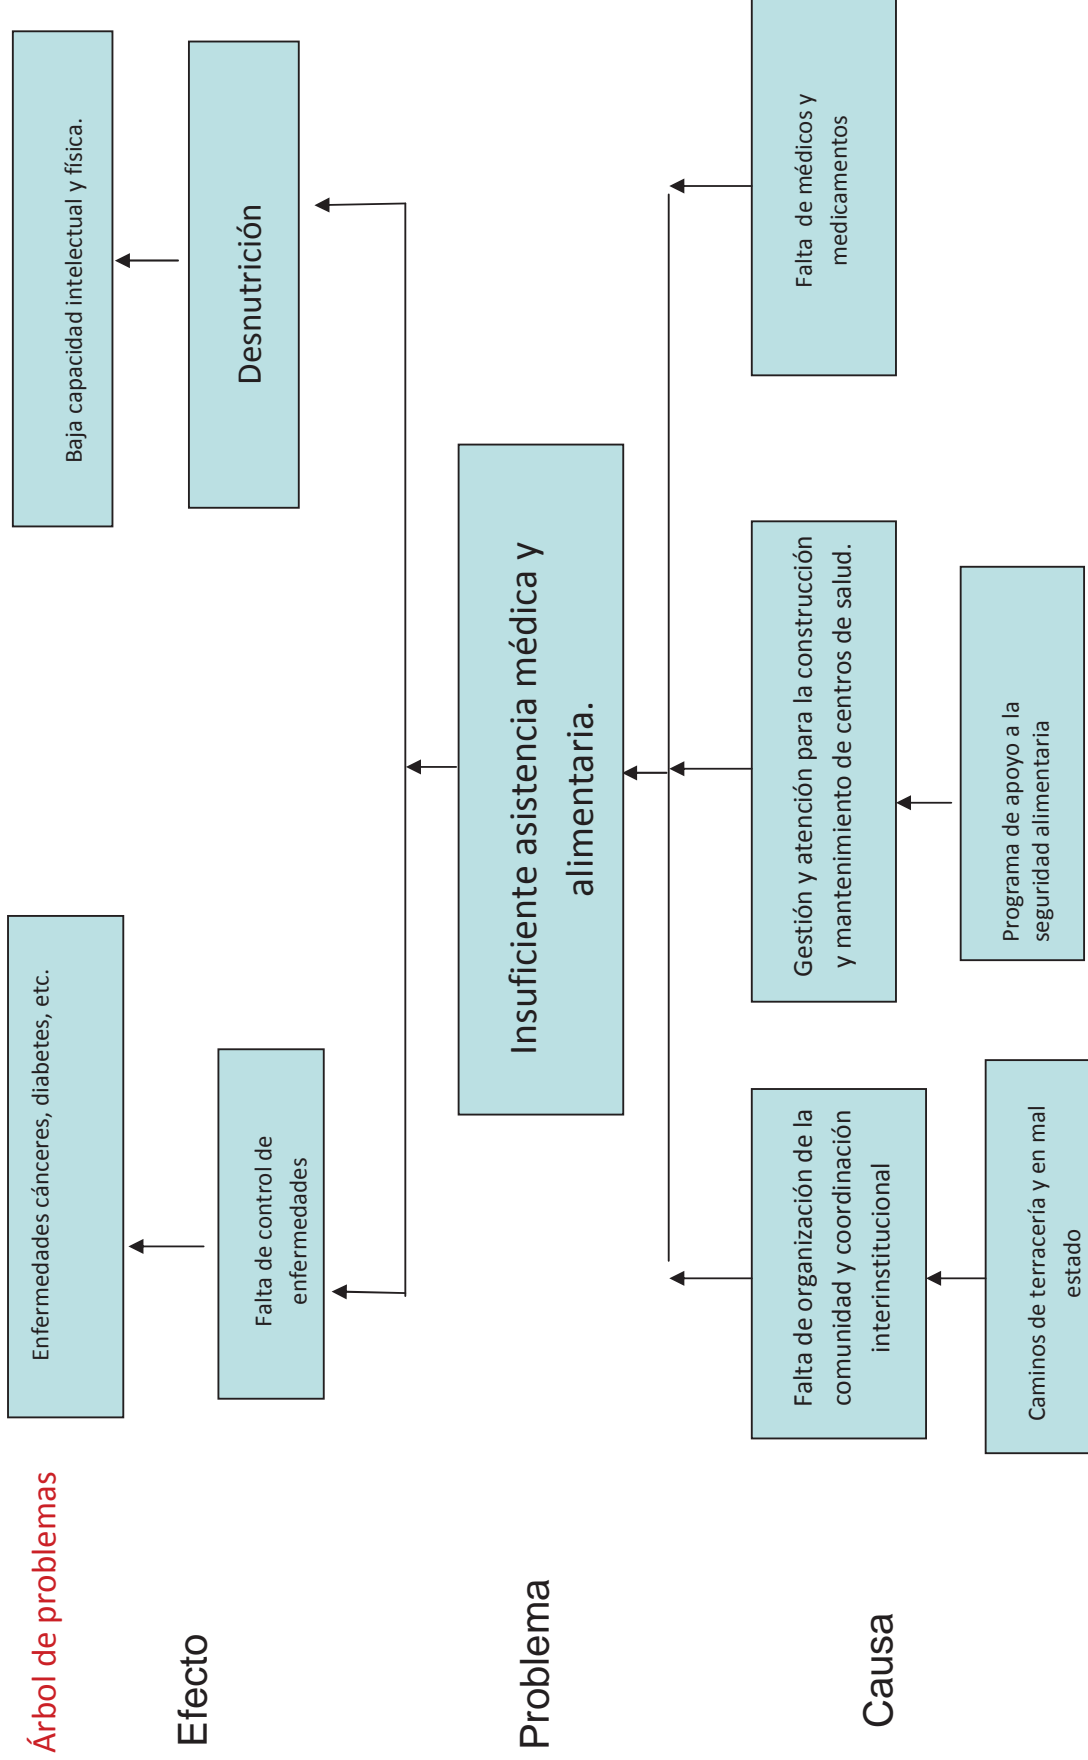 Árbol de problemas
Efecto
Enfermedades cánceres, diabetes, etc.
Baja capacidad intelectual y física.
Falta de control de
enfermedades
Desnutrición
Problema
Insuficiente asistencia médica y
alimentaria.
Causa
Falta de organización de la
comunidad y coordinación
interinstitucional
Gestión y atención para la construcción
y mantenimiento de centros de salud.
Falta de médicos y
medicamentos
Caminos de terracería y en mal
estado
Programa de apoyo a la
seguridad alimentaria